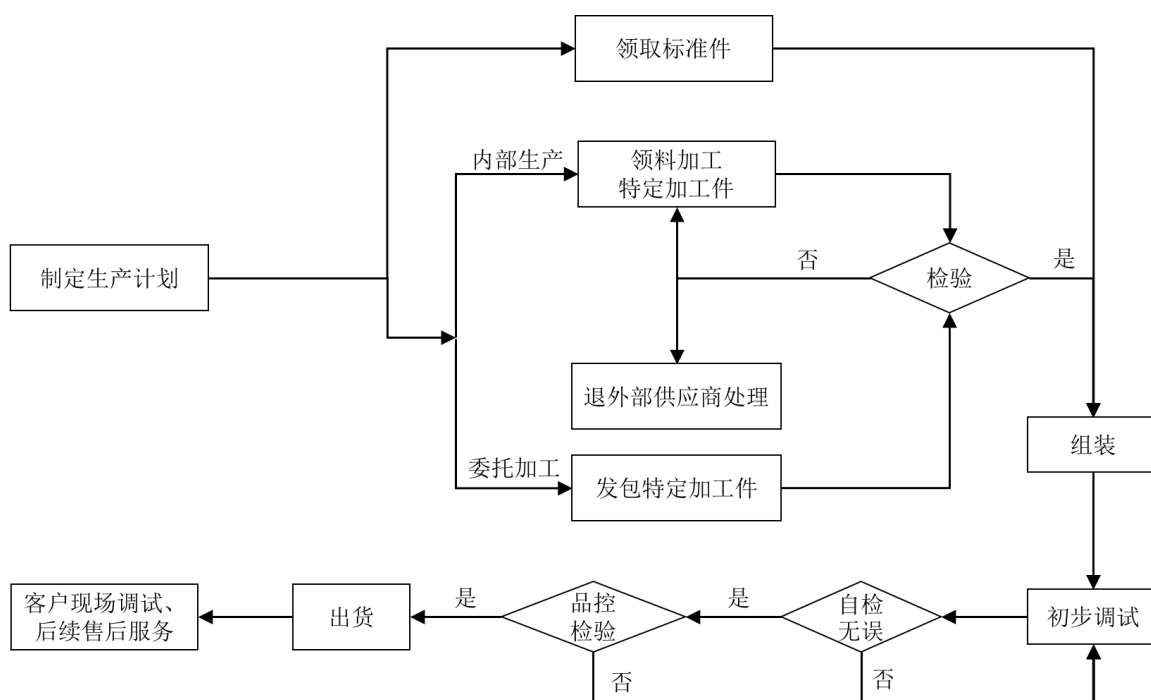 领取标准件
内部生产
领料加工
特定加工件
制定生产计划
否
检验
是
退外部供应商处理
组装
委托加工
发包特定加工件
客户现场调试、
后续售后服务
出货
是
品控
检验
是
自检
无误
初步调试
否
否